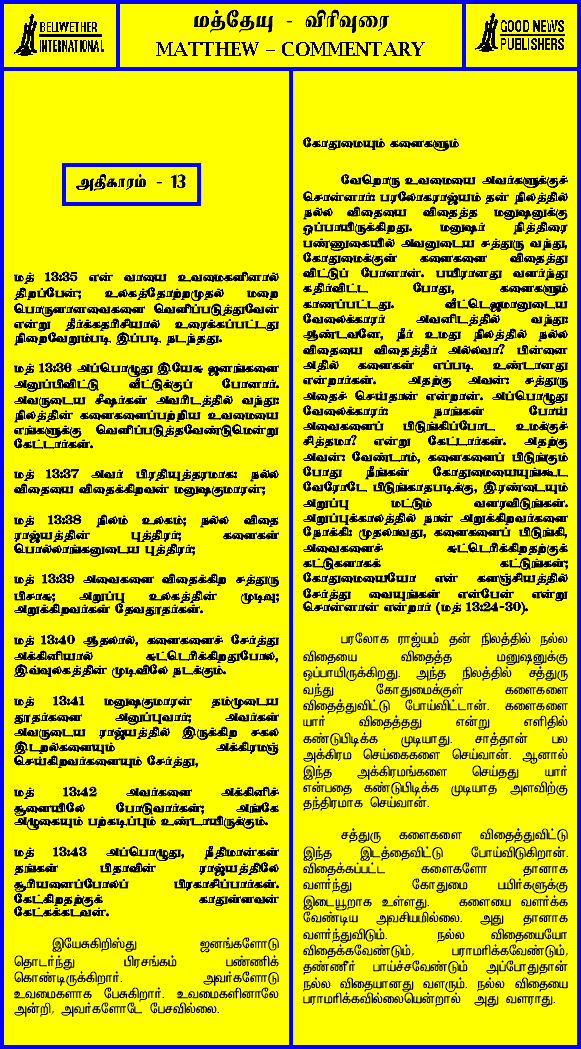 BELLWETHER
INTERNATIONAL
மத்தேயு - விரிவுரை
MATTHEW – COMMENTARY
GOOD NEWS
PUBLISHERS
அதிகாரம் - 13
மத் 13:35 என் வாயை உவமைகளினால்
திறப்பேன்; உலகத்தோற்றமுதல் மறை
பொருளானவைகளை வெளிப்படுத்துவேன்
என்று தீர்க்கதரிசியால் உரைக்கப்பட்டது
நிறைவேறும்படி இப்படி நடந்தது.
மத் 13:36 அப்பொழுது இயேசு ஜனங்களை
அனுப்பிவிட்டு வீட்டுக்குப் போனார்.
அவருடைய சீஷர்கள் அவரிடத்தில் வந்து:
நிலத்தின் களைகளைப்பற்றிய உவமையை
எங்களுக்கு வெளிப்படுத்தவேண்டுமென்று
கேட்டார்கள்.
மத் 13:37 அவர் பிரதியுத்தரமாக: நல்ல
விதையை விதைக்கிறவன் மனுஷகுமாரன்;
மத் 13:38 நிலம் உலகம்; நல்ல விதை
ராஜ்யத்தின் புத்திரர்; களைகள்
பொல்லாங்கனுடைய புத்திரர்;
மத் 13:39 அவைகளை விதைக்கிற சத்துரு
பிசாசு; அறுப்பு உலகத்தின் முடிவு;
அறுக்கிறவர்கள் தேவதூதர்கள்.
மத் 13:40 ஆதலால், களைகளைச் சேர்த்து
அக்கினியால் சுட்டெரிக்கிறதுபோல,
இவ்வுலகத்தின் முடிவிலே நடக்கும்.
மத் 13:41 மனுஷகுமாரன் தம்முடைய
தூதர்களை அனுப்புவார்; அவர்கள்
அவருடைய ராஜ்யத்தில் இருக்கிற சகல
இடறல்களையும் அக்கிரமஞ்
செய்கிறவர்களையும் சேர்த்து,
மத் 13:42 அவர்களை அக்கினிச்
சூளையிலே போடுவார்கள்; அங்கே
அழுகையும் பற்கடிப்பும் உண்டாயிருக்கும்.
மத் 13:43 அப்பொழுது, நீதிமான்கள்
தங்கள் பிதாவின் ராஜ்யத்திலே
சூரியனைப்போலப் பிரகாசிப்பார்கள்.
கேட்கிறதற்குக் காதுள்ளவன்
கேட்கக்கடவன்.
இயேசுகிறிஸ்து ஜனங்களோடு
தொடர்ந்து பிரசங்கம் பண்ணிக்
கொண்டிருக்கிறார். அவர்களோடு
உவமைகளாக பேசுகிறார். உவமைகளினாலே
அன்றி, அவர்களோடே பேசவில்லை.
கோதுமையும் களைகளும்
வேறொரு உவமையை அவர்களுக்குச்
சொன்னார்: பரலோகராஜ்யம் தன் நிலத்தில்
நல்ல விதையை விதைத்த மனுஷனுக்கு
ஒப்பாயிருக்கிறது. மனுஷர் நித்திரை
பண்ணுகையில் அவனுடைய சத்துரு வந்து,
கோதுமைக்குள் களைகளை விதைத்து
விட்டுப் போனான். பயிரானது வளர்ந்து
கதிர்விட்ட போது, களைகளும்
காணப்பட்டது. வீட்டெஜமானுடைய
வேலைக்காரர் அவனிடத்தில் வந்து:
ஆண்டவனே, நீர் உமது நிலத்தில் நல்ல
விதையை விதைத்தீர் அல்லவா? பின்னை
அதில் களைகள் எப்படி உண்டானது
என்றார்கள். அதற்கு அவன்: சத்துரு
அதைச் செய்தான் என்றான். அப்பொழுது
வேலைக்காரர்: நாங்கள் போய்
அவைகளைப் பிடுங்கிப்போட உமக்குச்
சித்தமா? என்று கேட்டார்கள். அதற்கு
அவன்: வேண்டாம், களைகளைப் பிடுங்கும்
போது நீங்கள் கோதுமையையுங்கூட
வேரோடே பிடுங்காதபடிக்கு, இரண்டையும்
அறுப்பு மட்டும் வளரவிடுங்கள்.
அறுப்புக்காலத்தில் நான் அறுக்கிறவர்களை
நோக்கி: முதலாவது, களைகளைப் பிடுங்கி,
அவைகளைச் சுட்டெரிக்கிறதற்குக்
கட்டுகளாகக் கட்டுங்கள்;
கோதுமையையோ என் களஞ்சியத்தில்
சேர்த்து வையுங்கள் என்பேன் என்று
சொன்னான் என்றார் (மத் 13:24-30).
பரலோக ராஜ்யம் தன் நிலத்தில் நல்ல
விதையை விதைத்த மனுஷனுக்கு
ஒப்பாயிருக்கிறது. அந்த நிலத்தில் சத்துரு
வந்து கோதுமைக்குள் களைகளை
விதைத்துவிட்டு போய்விட்டான். களைகளை
யார் விதைத்தது என்று எளிதில்
கண்டுபிடிக்க முடியாது. சாத்தான் பல
அக்கிரம செய்கைகளை செய்வான். ஆனால்
இந்த அக்கிரமங்களை செய்தது யார்
என்பதை கண்டுபிடிக்க முடியாத அளவிற்கு
தந்திரமாக செய்வான்.
சத்துரு களைகளை விதைத்துவிட்டு
இந்த இடத்தைவிட்டு போய்விடுகிறான்.
விதைக்கப்பட்ட களைகளோ தானாக
வளர்ந்து கோதுமை பயிர்களுக்கு
இடையூறாக உள்ளது. களையை வளர்க்க
வேண்டிய அவசியமில்லை. அது தானாக
வளர்ந்துவிடும். நல்ல விதையையோ
விதைக்கவேண்டும், பராமரிக்கவேண்டும்,
தண்ணீர் பாய்ச்சவேண்டும் அப்போதுதான்
நல்ல விதையானது வளரும். நல்ல விதையை
பராமரிக்கவில்லையென்றால் அது வளராது.